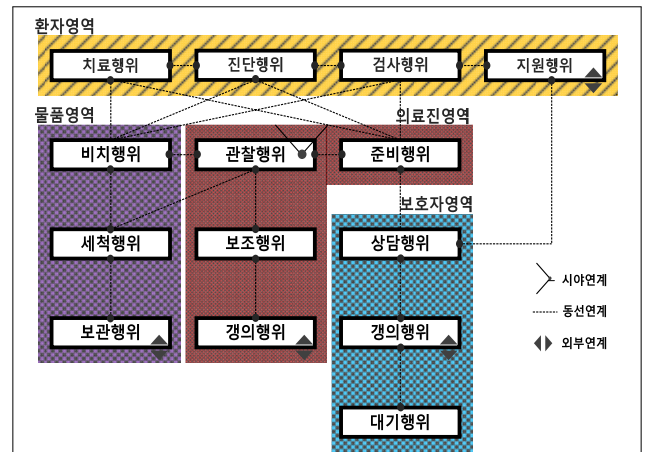 환자영역
치료행위 진단행위 검사행위 지원행위
물품영역 의료진영역
비치행위 관찰행위 준비행위
보호자영역
세척행위 보조행위 상담행위
시야연계
동선연계
보관행위 갱의행위 갱의행위 외부연계
대기행위